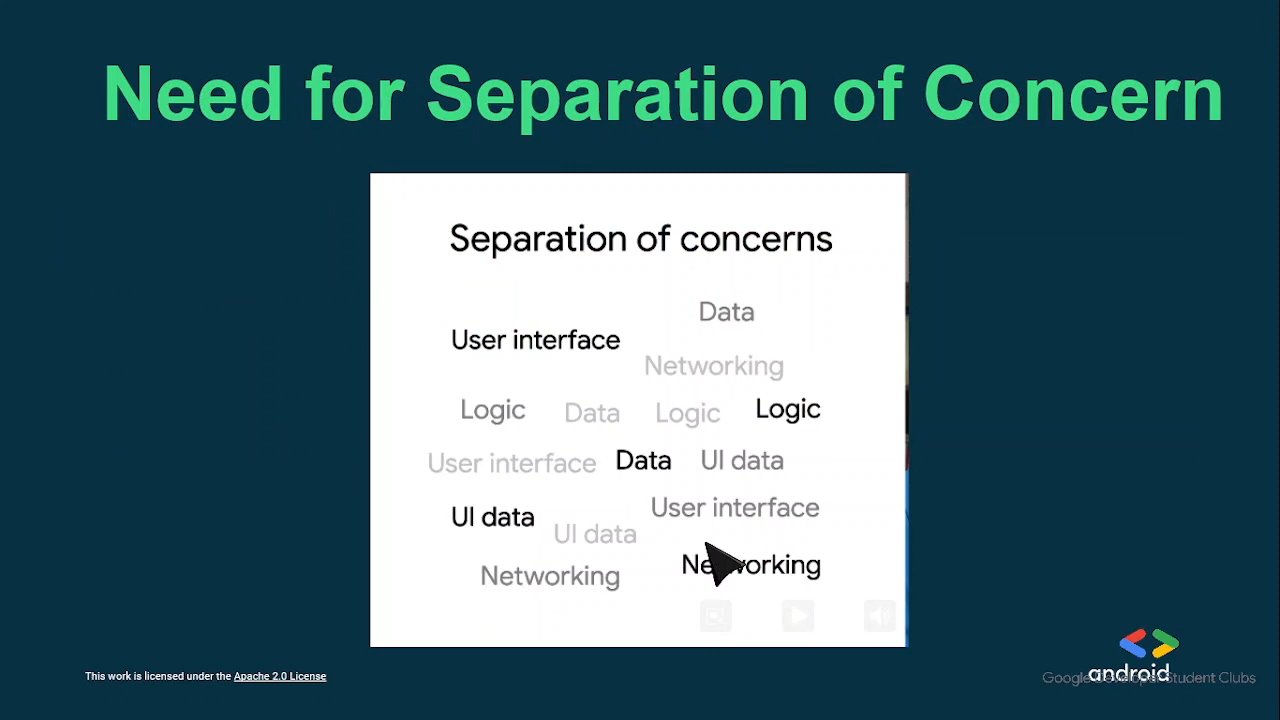 Need for Separation of Concern
Separation of concerns
Data
User interface
Networking
Logic Data Logic Logic
User interface Data UI data
User interface
UI data
UI data
Networking
Networking
This work is licensed under the Apache 2.0 License
android
Google Developer Student Clubs